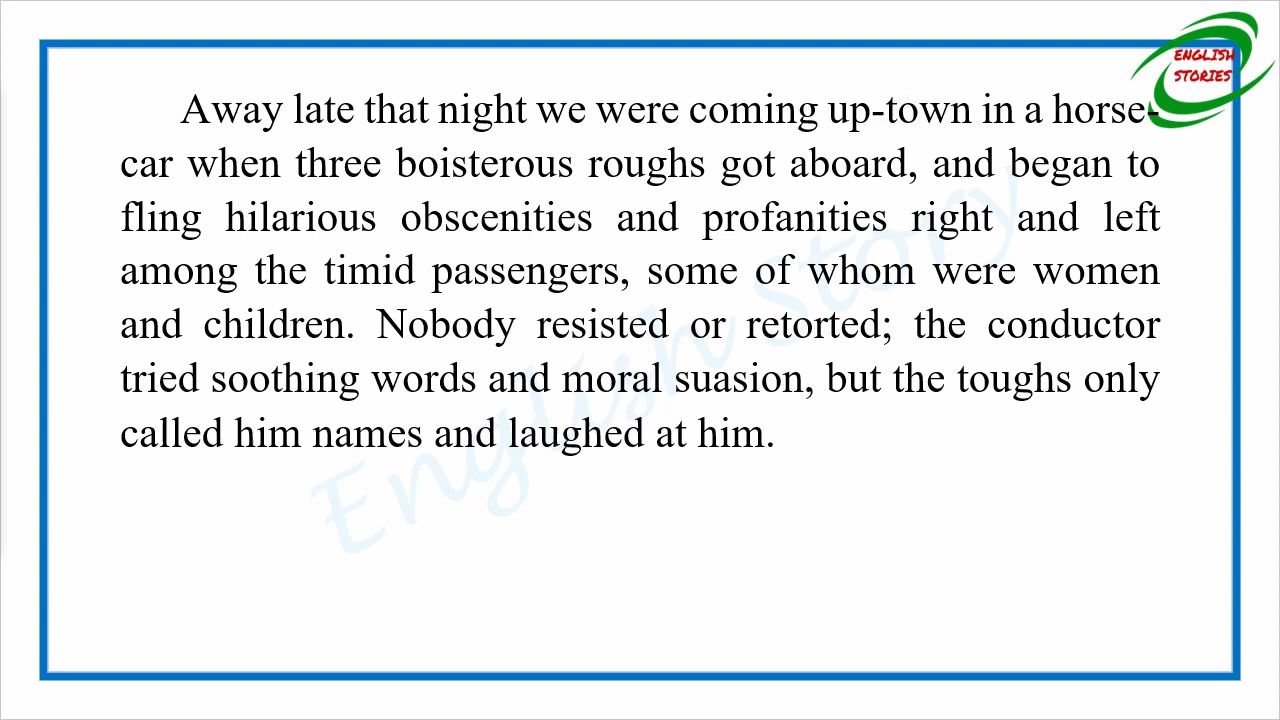 ENGLISH
STORIES
Away late that night we were coming up-town in a horse-
car when three boisterous roughs got aboard, and began to
fling hilarious obscenities and profanities right and left
among the timid passengers, some of whom were women
and children. Nobody resisted or retorted; the conductor
tried soothing words and moral suasion, but the toughs only
called him names and laughed at him.
English Story